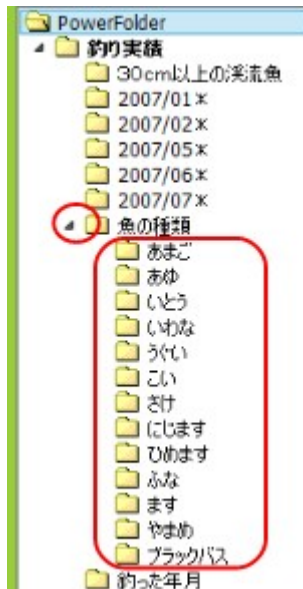 PowerFolder
釣り実績
30cm以上の渓流魚
2007/01*
2007/02*
2007/05*
2007/06*
2007/07*
魚の種類
あまご
あゆ
いとう
いわな
うぐい
こい
さけ
にじます
ひめます
ふな
ます
やまめ
ブラックバス
釣った年月